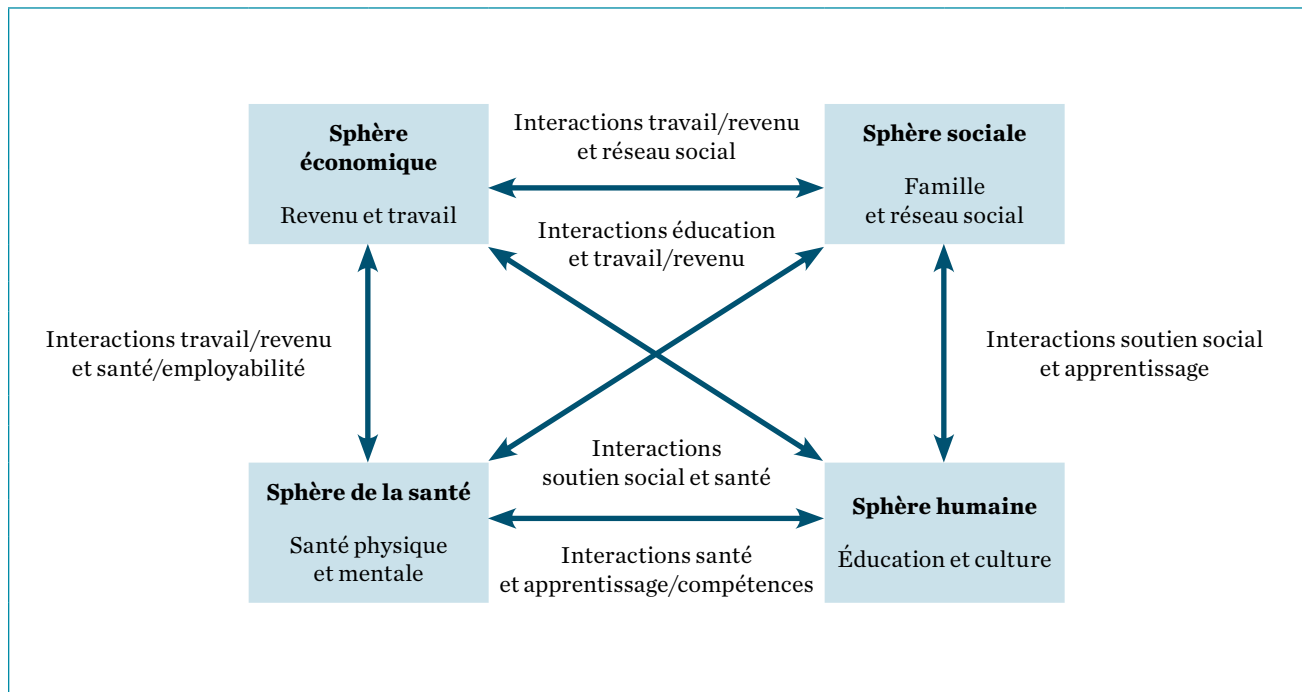 Sphère
économique
Revenu et travail
Interactions travail/revenu
et réseau social
Sphère sociale
Famille
et réseau social
Interactions éducation
et travail/revenu
Interactions travail/revenu
et santé/employabilité
Interactions soutien social
et apprentissage
Interactions
soutien social et santé
Sphère de la santé
Santé physique
et mentale
Interactions santé
et apprentissage/compétences
Sphère humaine
Éducation et culture